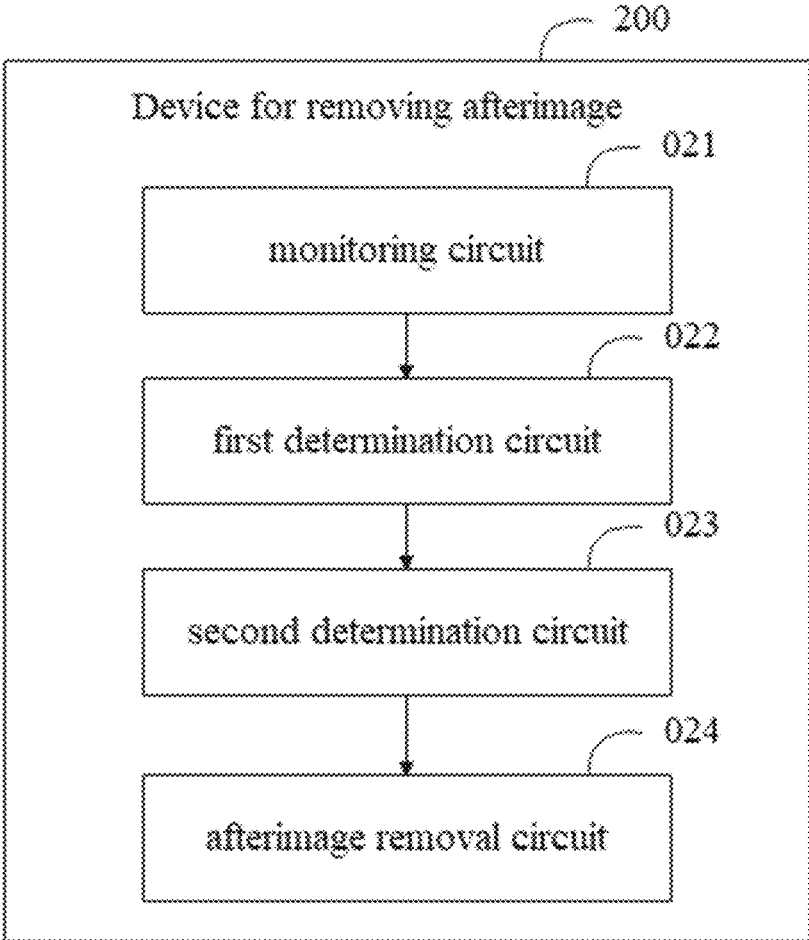 200
Device for removing afterimage
021
monitoring circuit
022
first determination circuit
023
second determination circuit
024
afterimage removal circuit